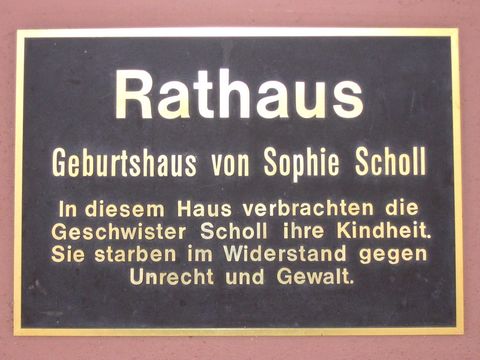 Rathaus
Geburtshaus von Sophie Scholl
In diesem Haus verbrachten die
Geschwister Scholl ihre Kindheit.
Sie starben im Widerstand gegen
Unrecht und Gewalt.